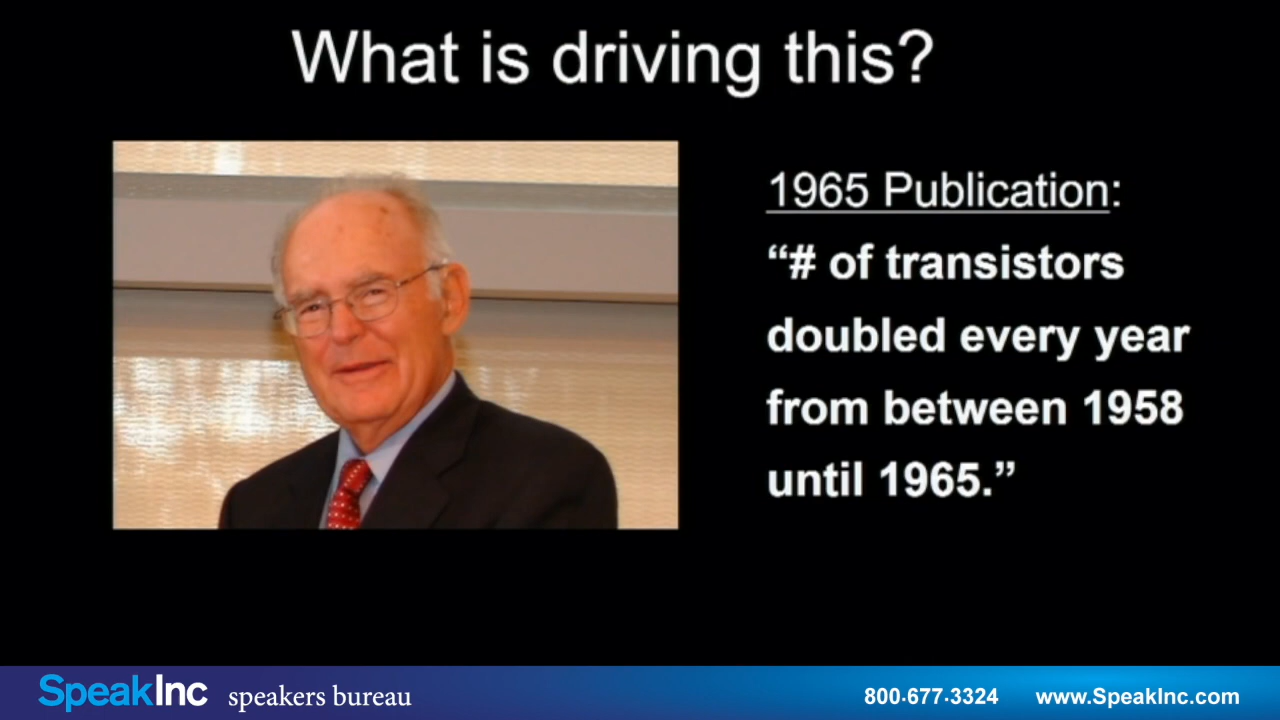 What is driving this?
1965 Publication:
“# of transistors
doubled every year
from between 1958
until 1965.”
SpeakInc speakers bureau
800-677-3324 www.SpeakInc.com